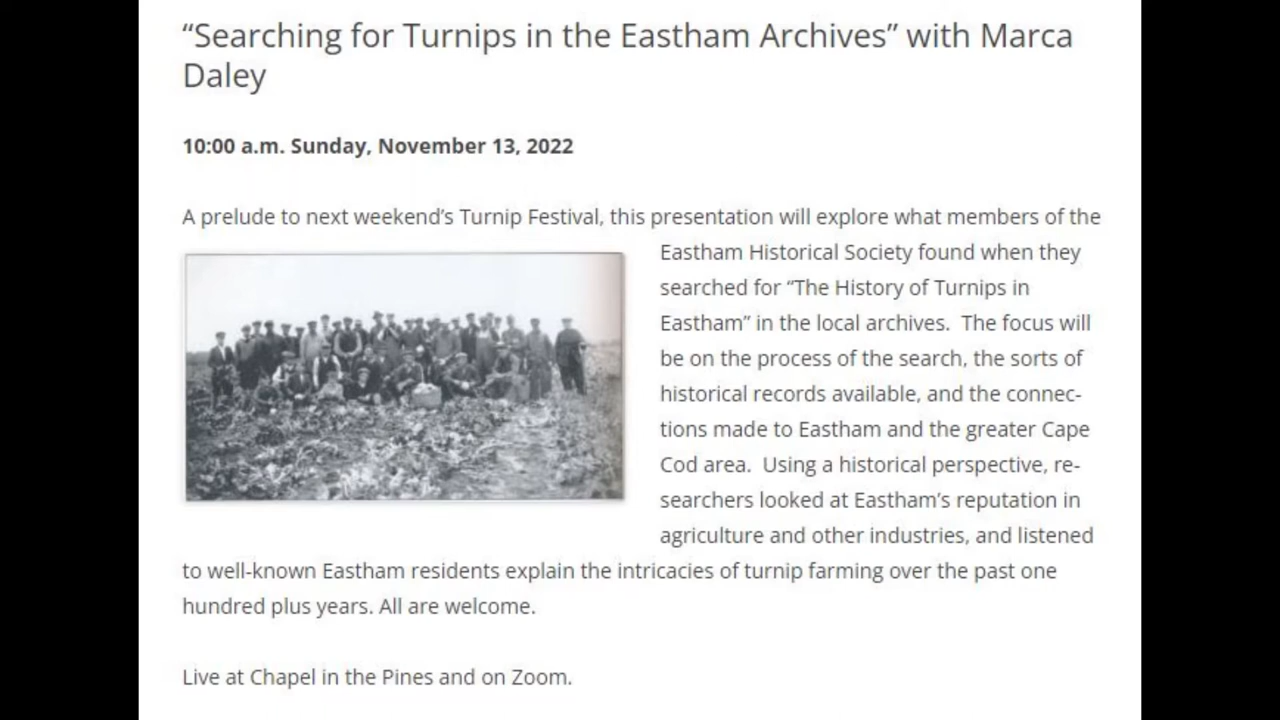 “Searching for Turnips in the Eastham Archives” with Marca
Daley
10:00 a.m. Sunday, November 13, 2022
A prelude to next weekend’s Turnip Festival, this presentation will explore what members of the
Eastham Historical Society found when they
searched for “The History of Turnips in
Eastham” in the local archives.  The focus will
be on the process of the search, the sorts of
historical records available, and the connec-
tions made to Eastham and the greater Cape
Cod area.  Using a historical perspective, re-
searchers looked at Eastham’s reputation in
agriculture and other industries, and listened
to well-known Eastham residents explain the intricacies of turnip farming over the past one
hundred plus years. All are welcome.
Live at Chapel in the Pines and on Zoom.